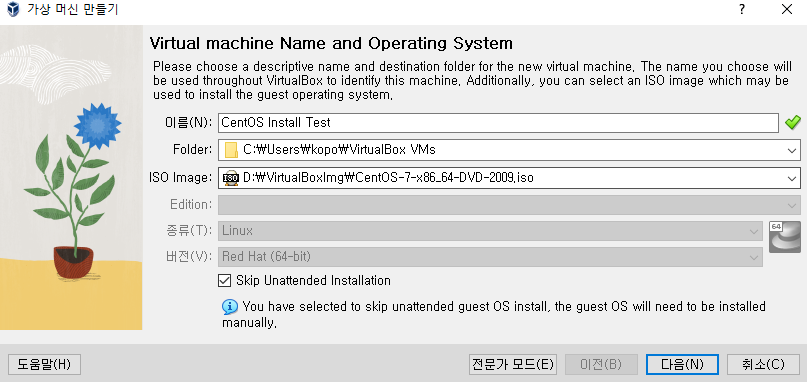 가상 머신 만들기
?
Virtual machine Name and Operating System
Please choose a descriptive name and destination folder for the new virtual machine. The name you choose will
be used throughout VirtualBox to identify this machine. Additionally, you can select an ISO image which may be
used to install the guest operating system.
이름(N): CentOS Install Test
Folder: C:₩Users₩kopo₩VirtualBox VMs
ISO Image: ISO D:₩VirtualBoxImg₩CentOS-7-x86_64-DVD-2009.iso
Edition:
종류(T): Linux 64
버전(V): Red Hat (64-bit)
Skip Unattended Installation
You have selected to skip unattended guest OS install, the guest OS will need to be installed
manually.
도움말(H) 전문가 모드(E) 이전(B) 다음(N) 취소(C)